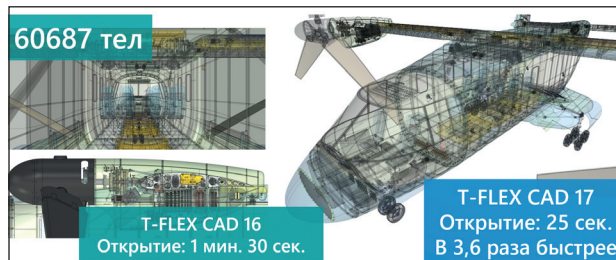 60687 тел
T-FLEX CAD 16
Открытие: 1 мин. 30 сек.
T-FLEX CAD 17
Открытие: 25 сек.
В 3,6 раза быстрее